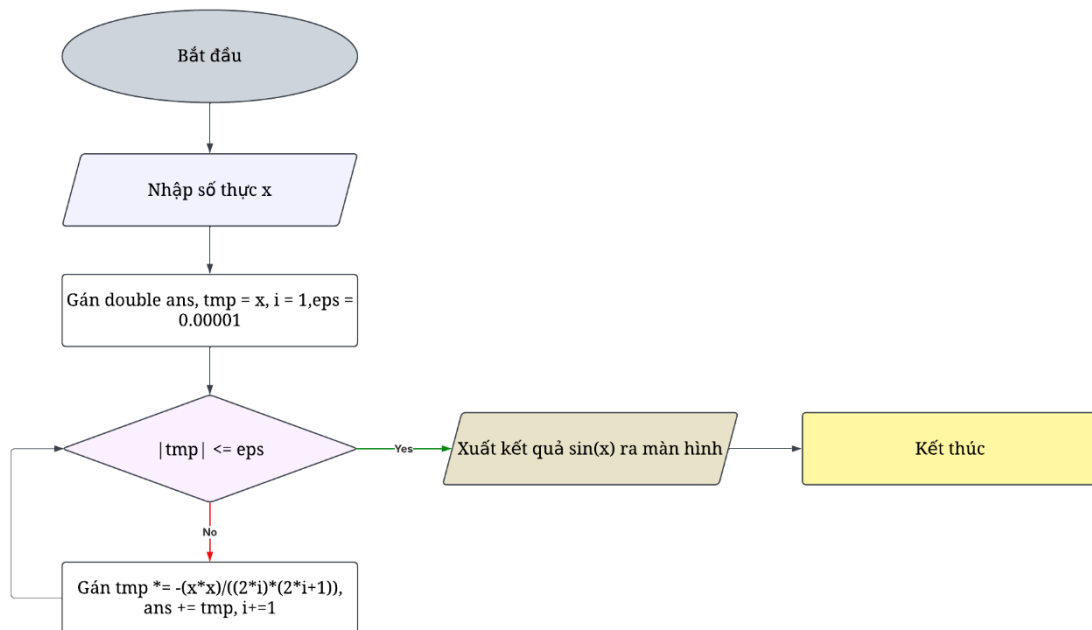 Bắt đầu
Nhập số thực x
Gán double ans, tmp = x, i = 1,eps =
0.00001
|tmp| <= eps
Yes
Xuất kết quả sin(x) ra màn hình
Kết thúc
No
Gán tmp *= -(x*x)/((2*i)*(2*i+1)),
ans += tmp, i+=1